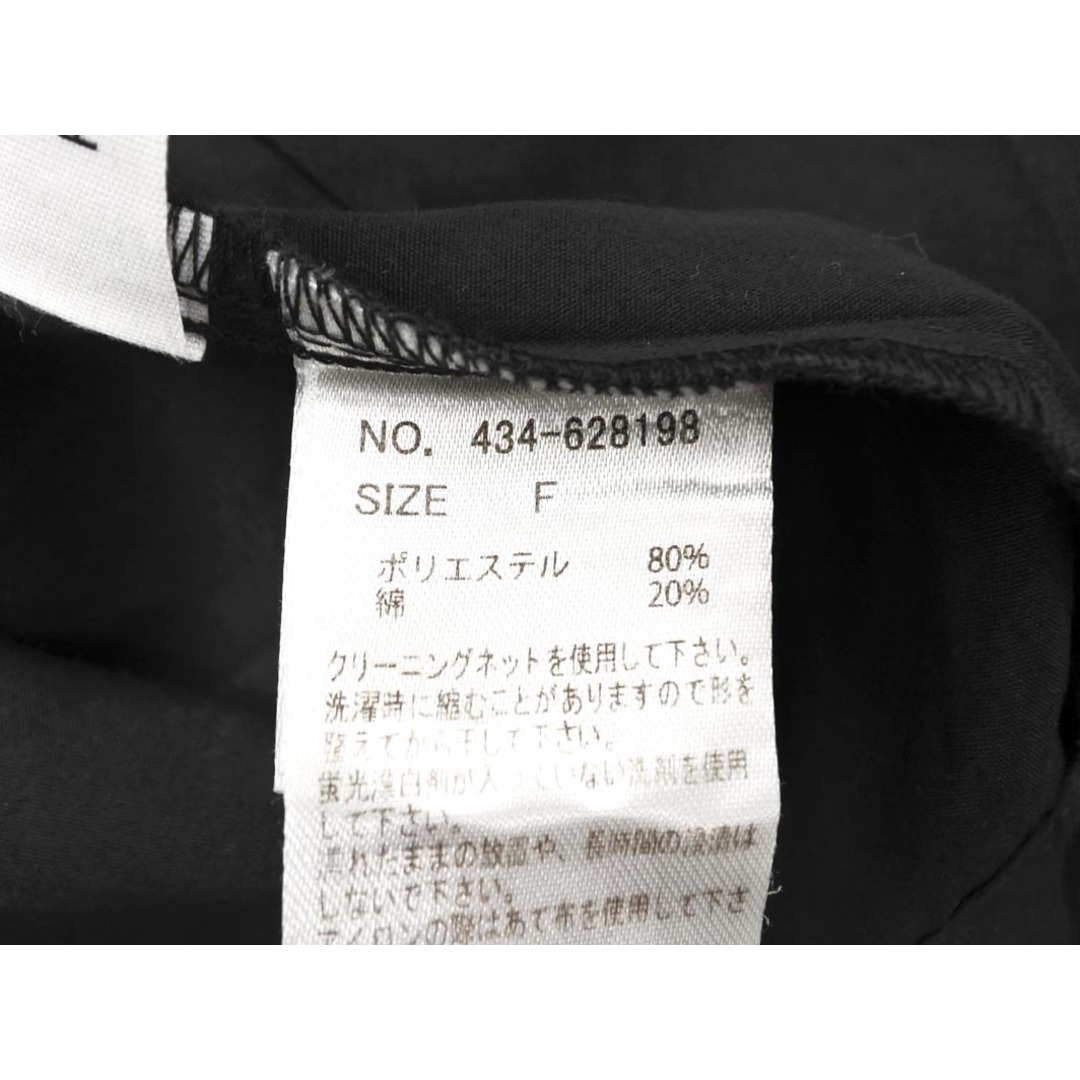 NO. 434-628198
SIZE F
ポリエステル 80%
綿 20%
クリーニングネットを使用して下さい。
洗濯時に縮むことがありますので形を
整えてから干して下さい。
蛍光漂白剤が入っていない洗剤を使用
して下さい。
濡れたままの放置や、長時間の浸漬は
しないで下さい。
アイロンの際はあて布を使用して下さ